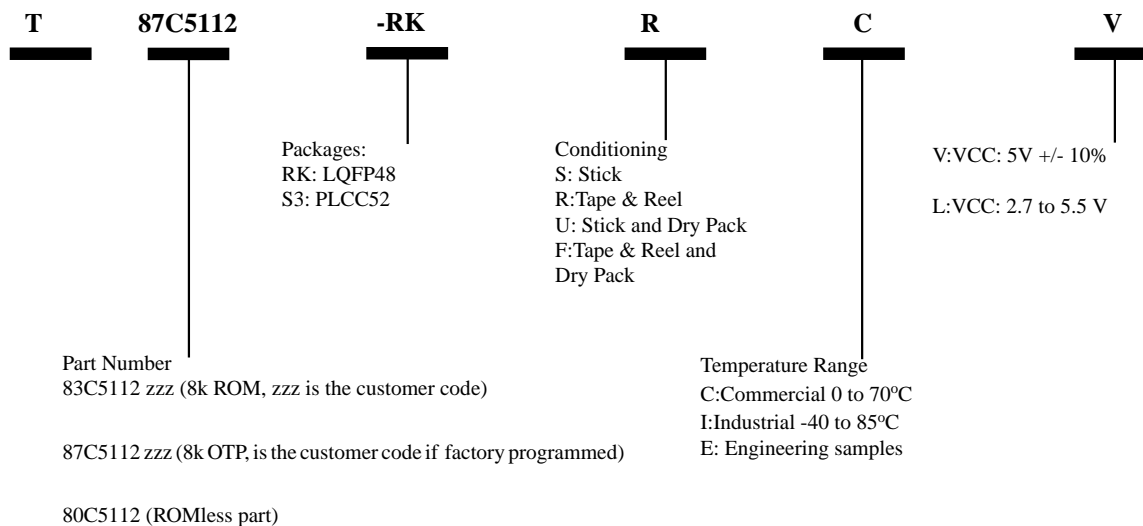 T 87C5112 -RK R C V
Packages:
RK: LQFP48
S3: PLCC52
Conditioning
S: Stick
R:Tape & Reel
U: Stick and Dry Pack
F:Tape & Reel and
Dry Pack
V:VCC: 5V +/- 10%
L:VCC: 2.7 to 5.5 V
Part Number
83C5112 zzz (8k ROM, zzz is the customer code)
87C5112 zzz (8k OTP, is the customer code if factory programmed)
80C5112 (ROMless part)
Temperature Range
C:Commercial 0 to 70°C
I:Industrial -40 to 85°C
E: Engineering samples